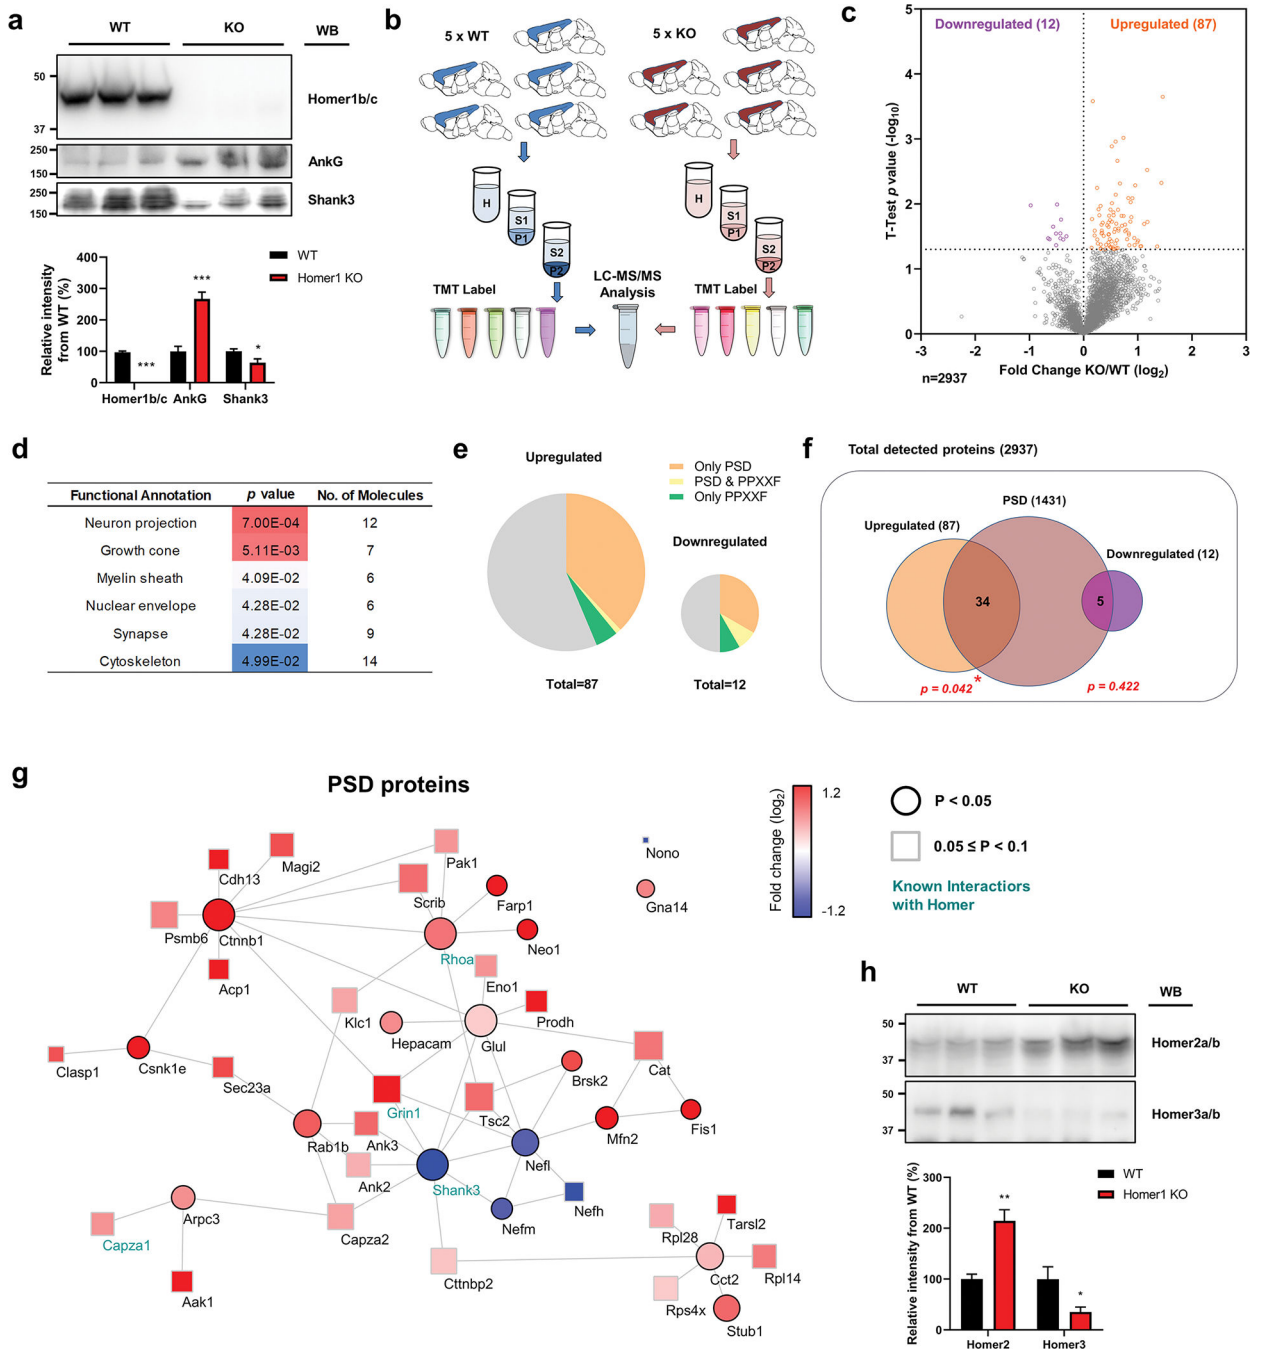 a
WT
KO
WB
50
37
Homer1b/c
250
150
AnkG
250
150
Shank3
Relative intensity
from WT (%)
400
300
200
100
0
***
***
*
WT
Homer1 KO
Homer1b/c
AnkG
Shank3
b
5 x WT
5 x KO
H
S1
P1
S2
P2
H
S1
P1
S2
P2
TMT Label
LC-MS/MS
Analysis
TMT Label
c
Downregulated (12)
Upregulated (87)
T-Test p value (-log10)
5
4
3
2
1
0
-3
-2
-1
0
1
2
3
Fold Change KO/WT (log2)
n=2937
d
Functional Annotation p value No. of Molecules
Neuron projection 7.00E-04 12
Growth cone 5.11E-03 7
Myelin sheath 4.09E-02 6
Nuclear envelope 4.28E-02 6
Synapse 4.28E-02 9
Cytoskeleton 4.99E-02 14
e
Upregulated
Only PSD
PSD & PPXXF
Only PPXXF
Downregulated
Total=87
Total=12
f
Total detected proteins (2937)
PSD (1431)
Upregulated (87)
Downregulated (12)
34
5
p = 0.042
*
p = 0.422
g
PSD proteins
Fold change (log2)
1.2
-1.2
P < 0.05
0.05 ≤ P < 0.1
Known Interactiors
with Homer
Nono
Gna14
Magi2
Cdh13
Pak1
Scrib
Farp1
Psmb6
Ctnnb1
Neo1
Rhoa
Acp1
Eno1
Klc1
Prodh
Hepacam
Glul
Clasp1
Csnk1e
Cat
Sec23a
Brsk2
Grin1
Tsc2
Fis1
Mfn2
Rab1b
Ank3
Nefl
Ank2
Shank3
Nefh
Nefm
Arpc3
Capza1
Capza2
Tarsl2
Rpl28
Cttnbp2
Cct2
Rpl14
Aak1
Rps4x
Stub1
h
WT
KO
WB
50
37
Homer2a/b
50
37
Homer3a/b
Relative intensity from WT (%)
300
200
100
0
**
*
WT
Homer1 KO
Homer2
Homer3